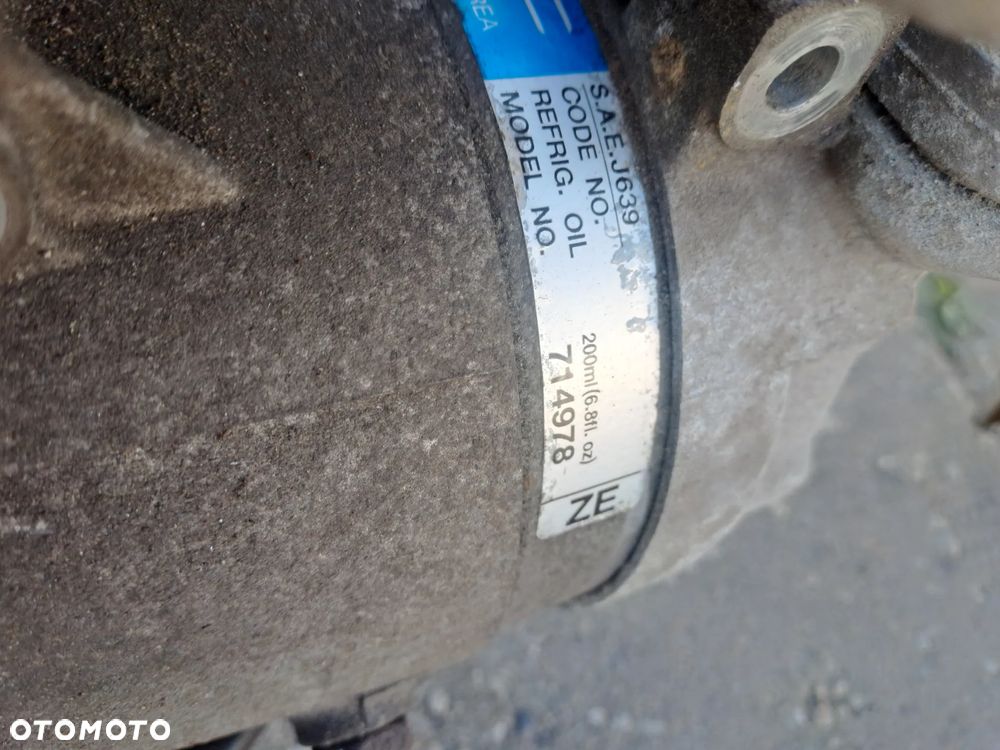 REA
S.A.E.J639
CODE NO.
REFRIG. OIL 200ml(6.8fl. oz)
MODEL NO. 714978
ZE
OTOMOTO